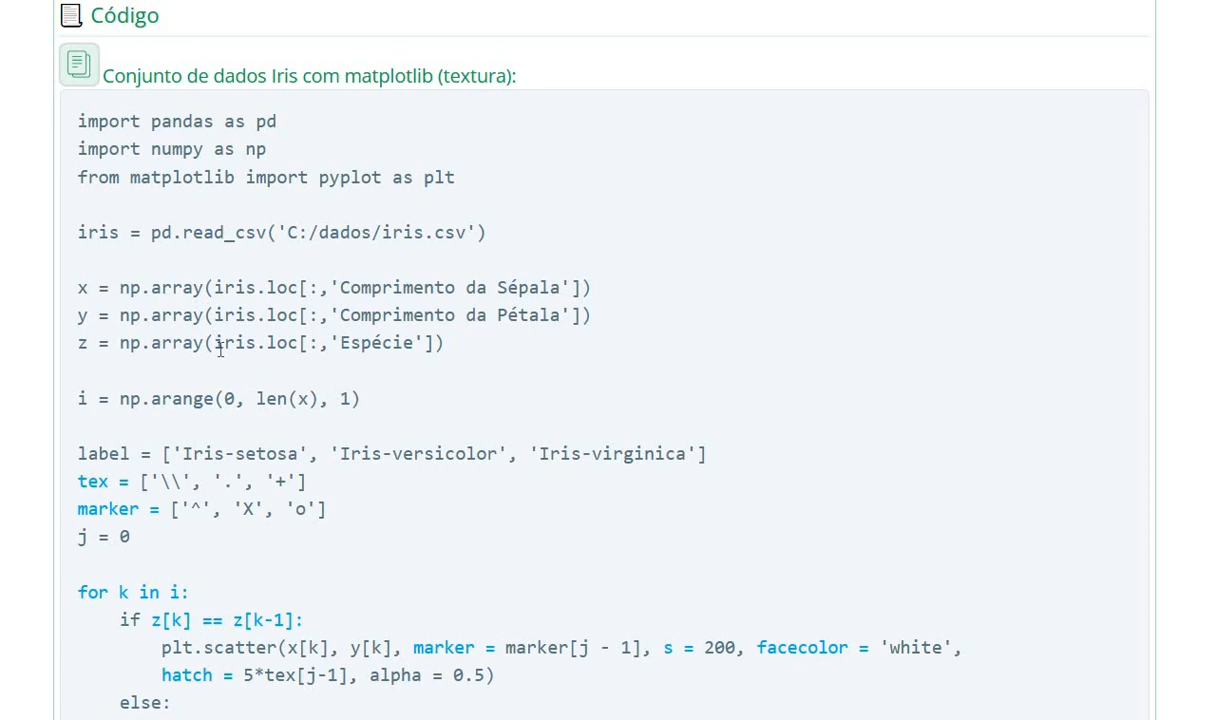 Código
Conjunto de dados Iris com matplotlib (textura):
import pandas as pd
import numpy as np
from matplotlib import pyplot as plt
iris = pd.read_csv('C:/dados/iris.csv')
x = np.array(iris.loc[:,'Comprimento da Sépala'])
y = np.array(iris.loc[:,'Comprimento da Pétala'])
z = np.array(iris.loc[:,'Espécie'])
i = np.arange(0, len(x), 1)
label = ['Iris-setosa', 'Iris-versicolor', 'Iris-virginica']
tex = ['\\', '.', '+']
marker = ['^', 'X', 'o']
j = 0
for k in i:
    if z[k] == z[k-1]:
        plt.scatter(x[k], y[k], marker = marker[j - 1], s = 200, facecolor = 'white',
        hatch = 5*tex[j-1], alpha = 0.5)
    else: